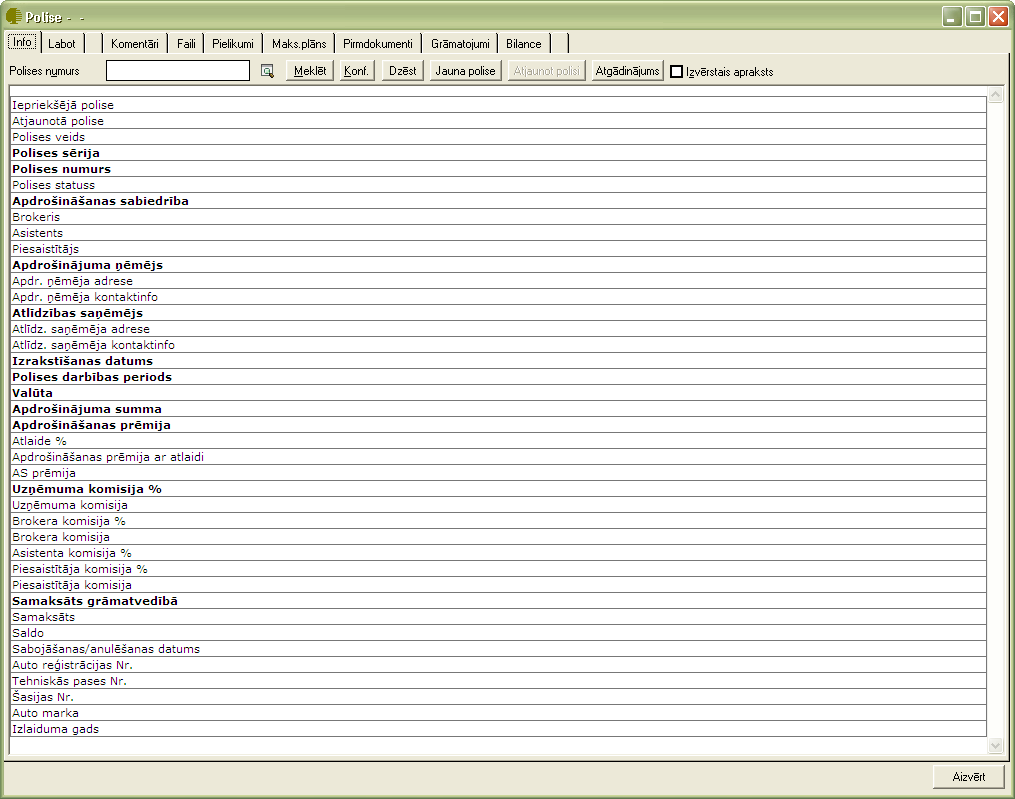 Polise - -
Info Labot Komentāri Faili Pielikumi Maks.plāns Pirmdokumenti Grāmatojumi Bilance
Polises numurs Meklēt Konf. Dzēst Jauna polise Atjaunot polisi Atgādinājums Izvērstais apraksts
Iepriekšējā polise
Atjaunotā polise
Polises veids
Polises sērija
Polises numurs
Polises statuss
Apdrošināšanas sabiedrība
Brokeris
Asistents
Piesaistītājs
Apdrošinājuma ņēmējs
Apdr. ņēmēja adrese
Apdr. ņēmēja kontaktinfo
Atlīdzības saņēmējs
Atlīdz. saņēmēja adrese
Atlīdz. saņēmēja kontaktinfo
Izrakstīšanas datums
Polises darbības periods
Valūta
Apdrošinājuma summa
Apdrošināšanas prēmija
Atlaide %
Apdrošināšanas prēmija ar atlaidi
AS prēmija
Uzņēmuma komisija %
Uzņēmuma komisija
Brokera komisija %
Brokera komisija
Asistenta komisija %
Piesaistītāja komisija %
Piesaistītāja komisija
Samaksāts grāmatvedībā
Samaksāts
Saldo
Sabojāšanas/anulēšanas datums
Auto reģistrācijas Nr.
Tehniskās pases Nr.
Šasijas Nr.
Auto marka
Izlaiduma gads
Aizvērt